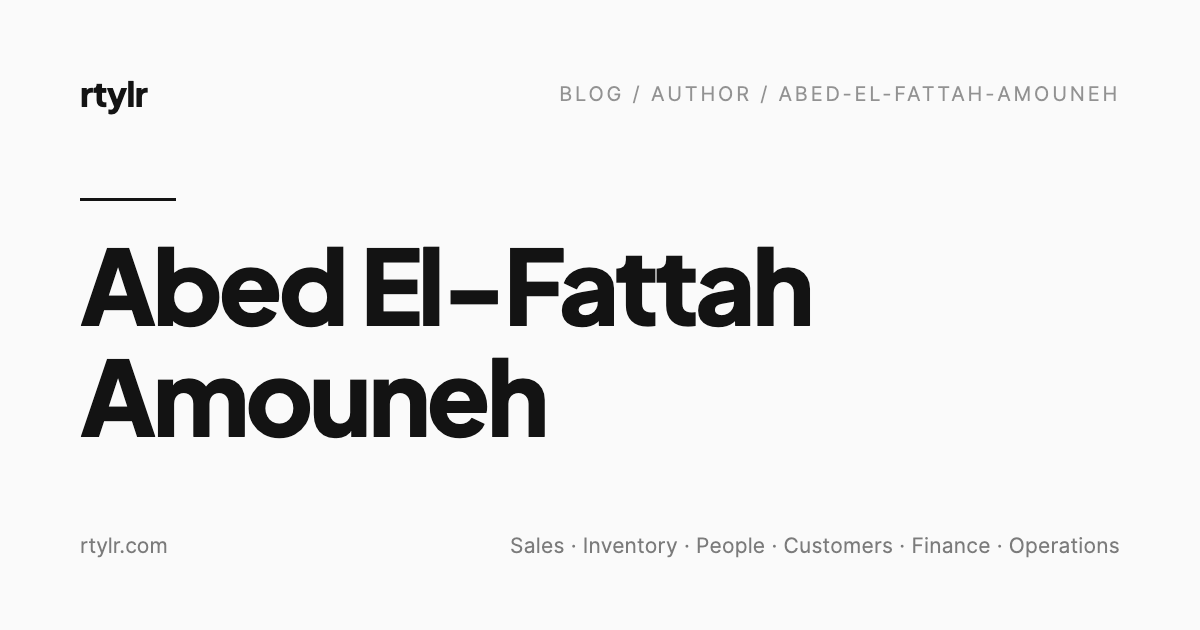 rtylr
BLOG / AUTHOR / ABED-EL-FATTAH-AMOUNEH
Abed El-Fattah
Amouneh
rtylr.com
Sales · Inventory · People · Customers · Finance · Operations